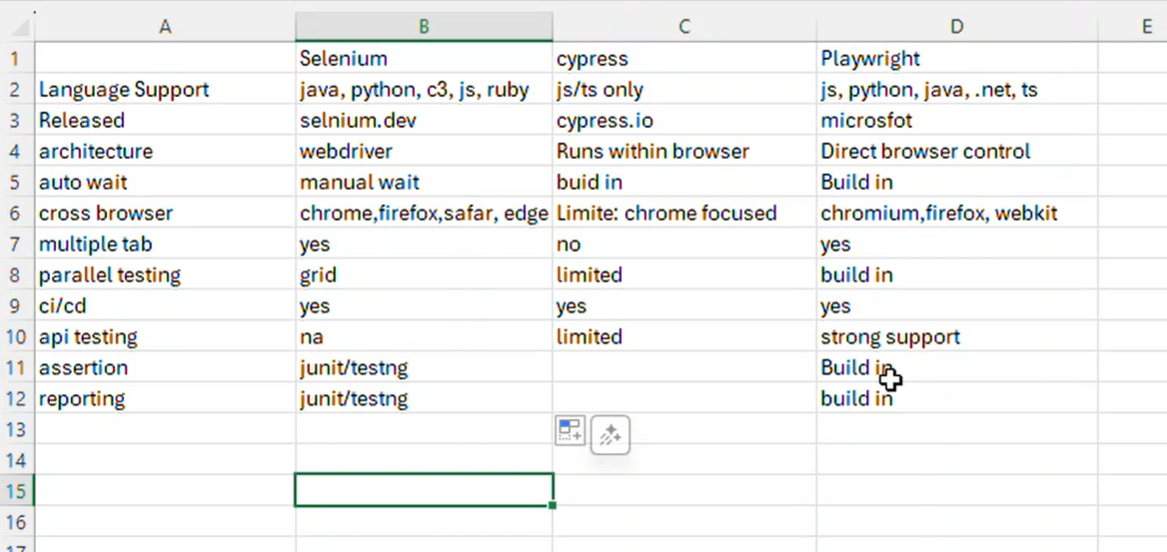 A B C D E
1 Selenium cypress Playwright
2 Language Support java, python, c3, js, ruby js/ts only js, python, java, .net, ts
3 Released selnium.dev cypress.io microsfot
4 architecture webdriver Runs within browser Direct browser control
5 auto wait manual wait buid in Build in
6 cross browser chrome,firefox,safar, edge Limite: chrome focused chromium,firefox, webkit
7 multiple tab yes no yes
8 parallel testing grid limited build in
9 ci/cd yes yes yes
10 api testing na limited strong support
11 assertion junit/testng Build in
12 reporting junit/testng build in
13
14
15
16
17